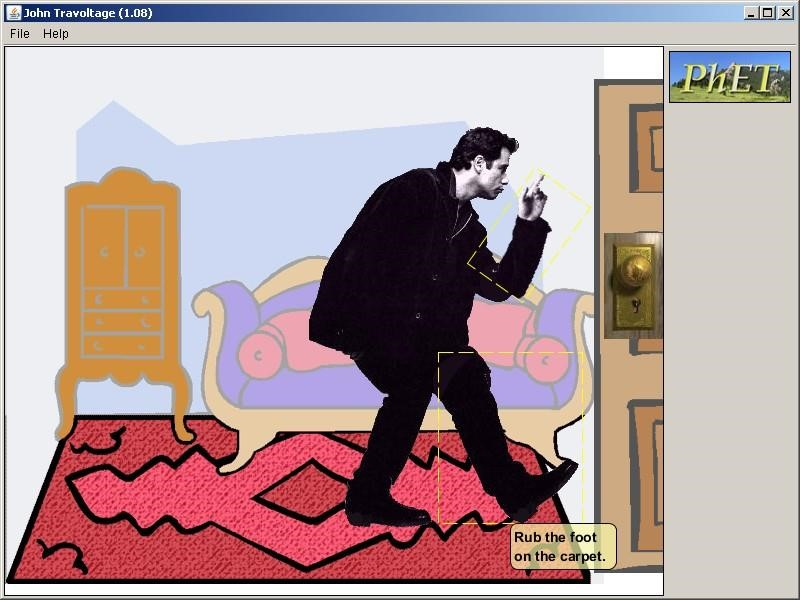 John Travoltage (1.08)
File Help
PhET
Rub the foot
on the carpet.